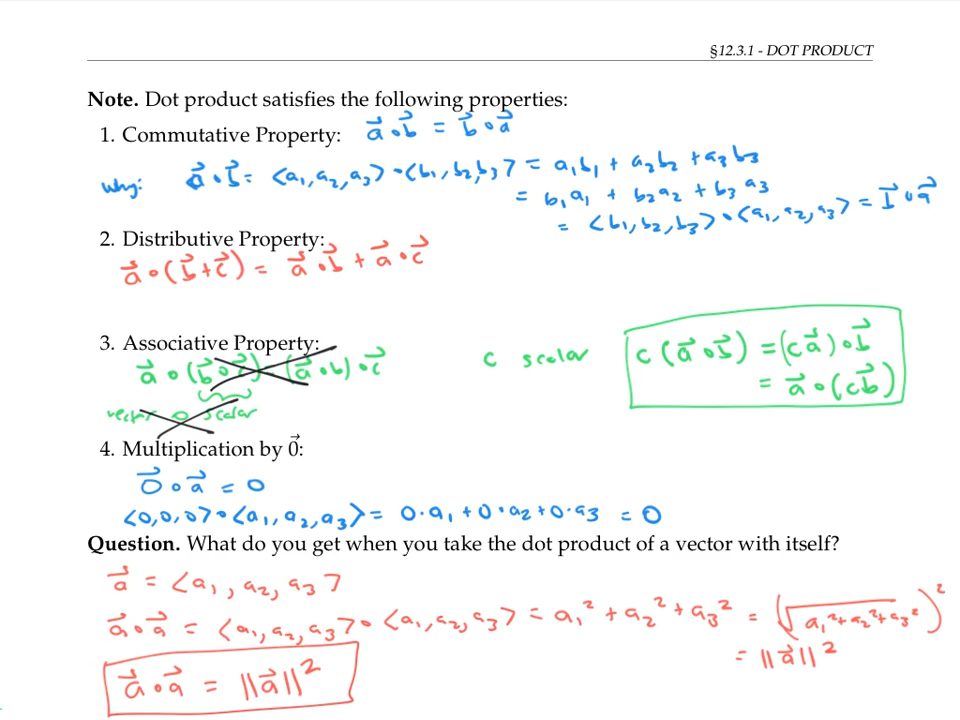 §12.3.1 - DOT PRODUCT
Note. Dot product satisfies the following properties:
1. Commutative Property: a⃗ ∘ b⃗ = b⃗ ∘ a⃗
Why: a⃗ ∘ b⃗ = <a₁, a₂, a₃> ∘ <b₁, b₂, b₃> = a₁b₁ + a₂b₂ + a₃b₃
= b₁a₁ + b₂a₂ + b₃a₃
= <b₁, b₂, b₃> ∘ <a₁, a₂, a₃> = b⃗ ∘ a⃗
2. Distributive Property:
a⃗ ∘ (b⃗ + c⃗) = a⃗ ∘ b⃗ + a⃗ ∘ c⃗
3. Associative Property:
a⃗ ∘ (b⃗ ∘ c⃗) = (a⃗ ∘ b) ∘ c⃗
vector ∘ scalar
c scalar
c(a⃗ ∘ b⃗) = (ca⃗) ∘ b⃗
= a⃗ ∘ (cb⃗)
4. Multiplication by 0⃗:
0⃗ ∘ a⃗ = 0
<0, 0, 0> ∘ <a₁, a₂, a₃> = 0·a₁ + 0·a₂ + 0·a₃ = 0
Question. What do you get when you take the dot product of a vector with itself?
a⃗ = <a₁, a₂, a₃>
a⃗ ∘ a⃗ = <a₁, a₂, a₃> ∘ <a₁, a₂, a₃> = a₁² + a₂² + a₃² = (√(a₁² + a₂² + a₃²))²
= ||a⃗||²
a⃗ ∘ a⃗ = ||a⃗||²